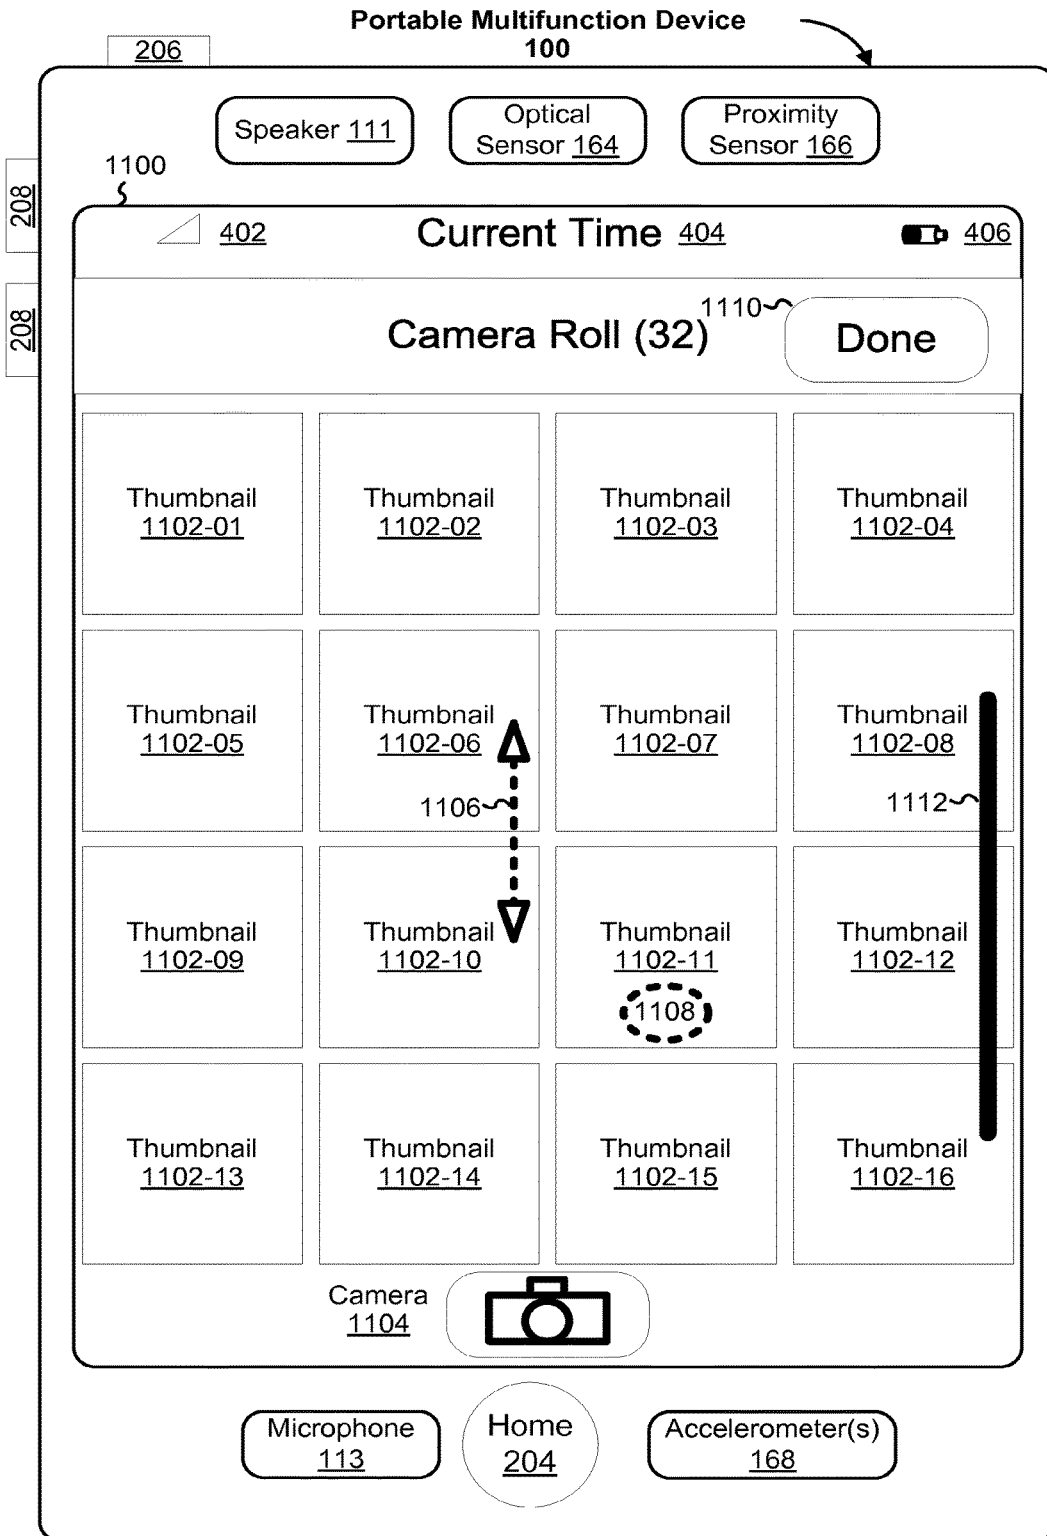 Portable Multifunction Device
100
206
Speaker 111
Optical
Sensor 164
Proximity
Sensor 166
1100
208
402
Current Time 404
406
208
Camera Roll (32)
1110
Done
Thumbnail
1102-01
Thumbnail
1102-02
Thumbnail
1102-03
Thumbnail
1102-04
Thumbnail
1102-05
Thumbnail
1102-06
Thumbnail
1102-07
Thumbnail
1102-08
1106
1112
Thumbnail
1102-09
Thumbnail
1102-10
Thumbnail
1102-11
1108
Thumbnail
1102-12
Thumbnail
1102-13
Thumbnail
1102-14
Thumbnail
1102-15
Thumbnail
1102-16
Camera
1104
Microphone
113
Home
204
Accelerometer(s)
168